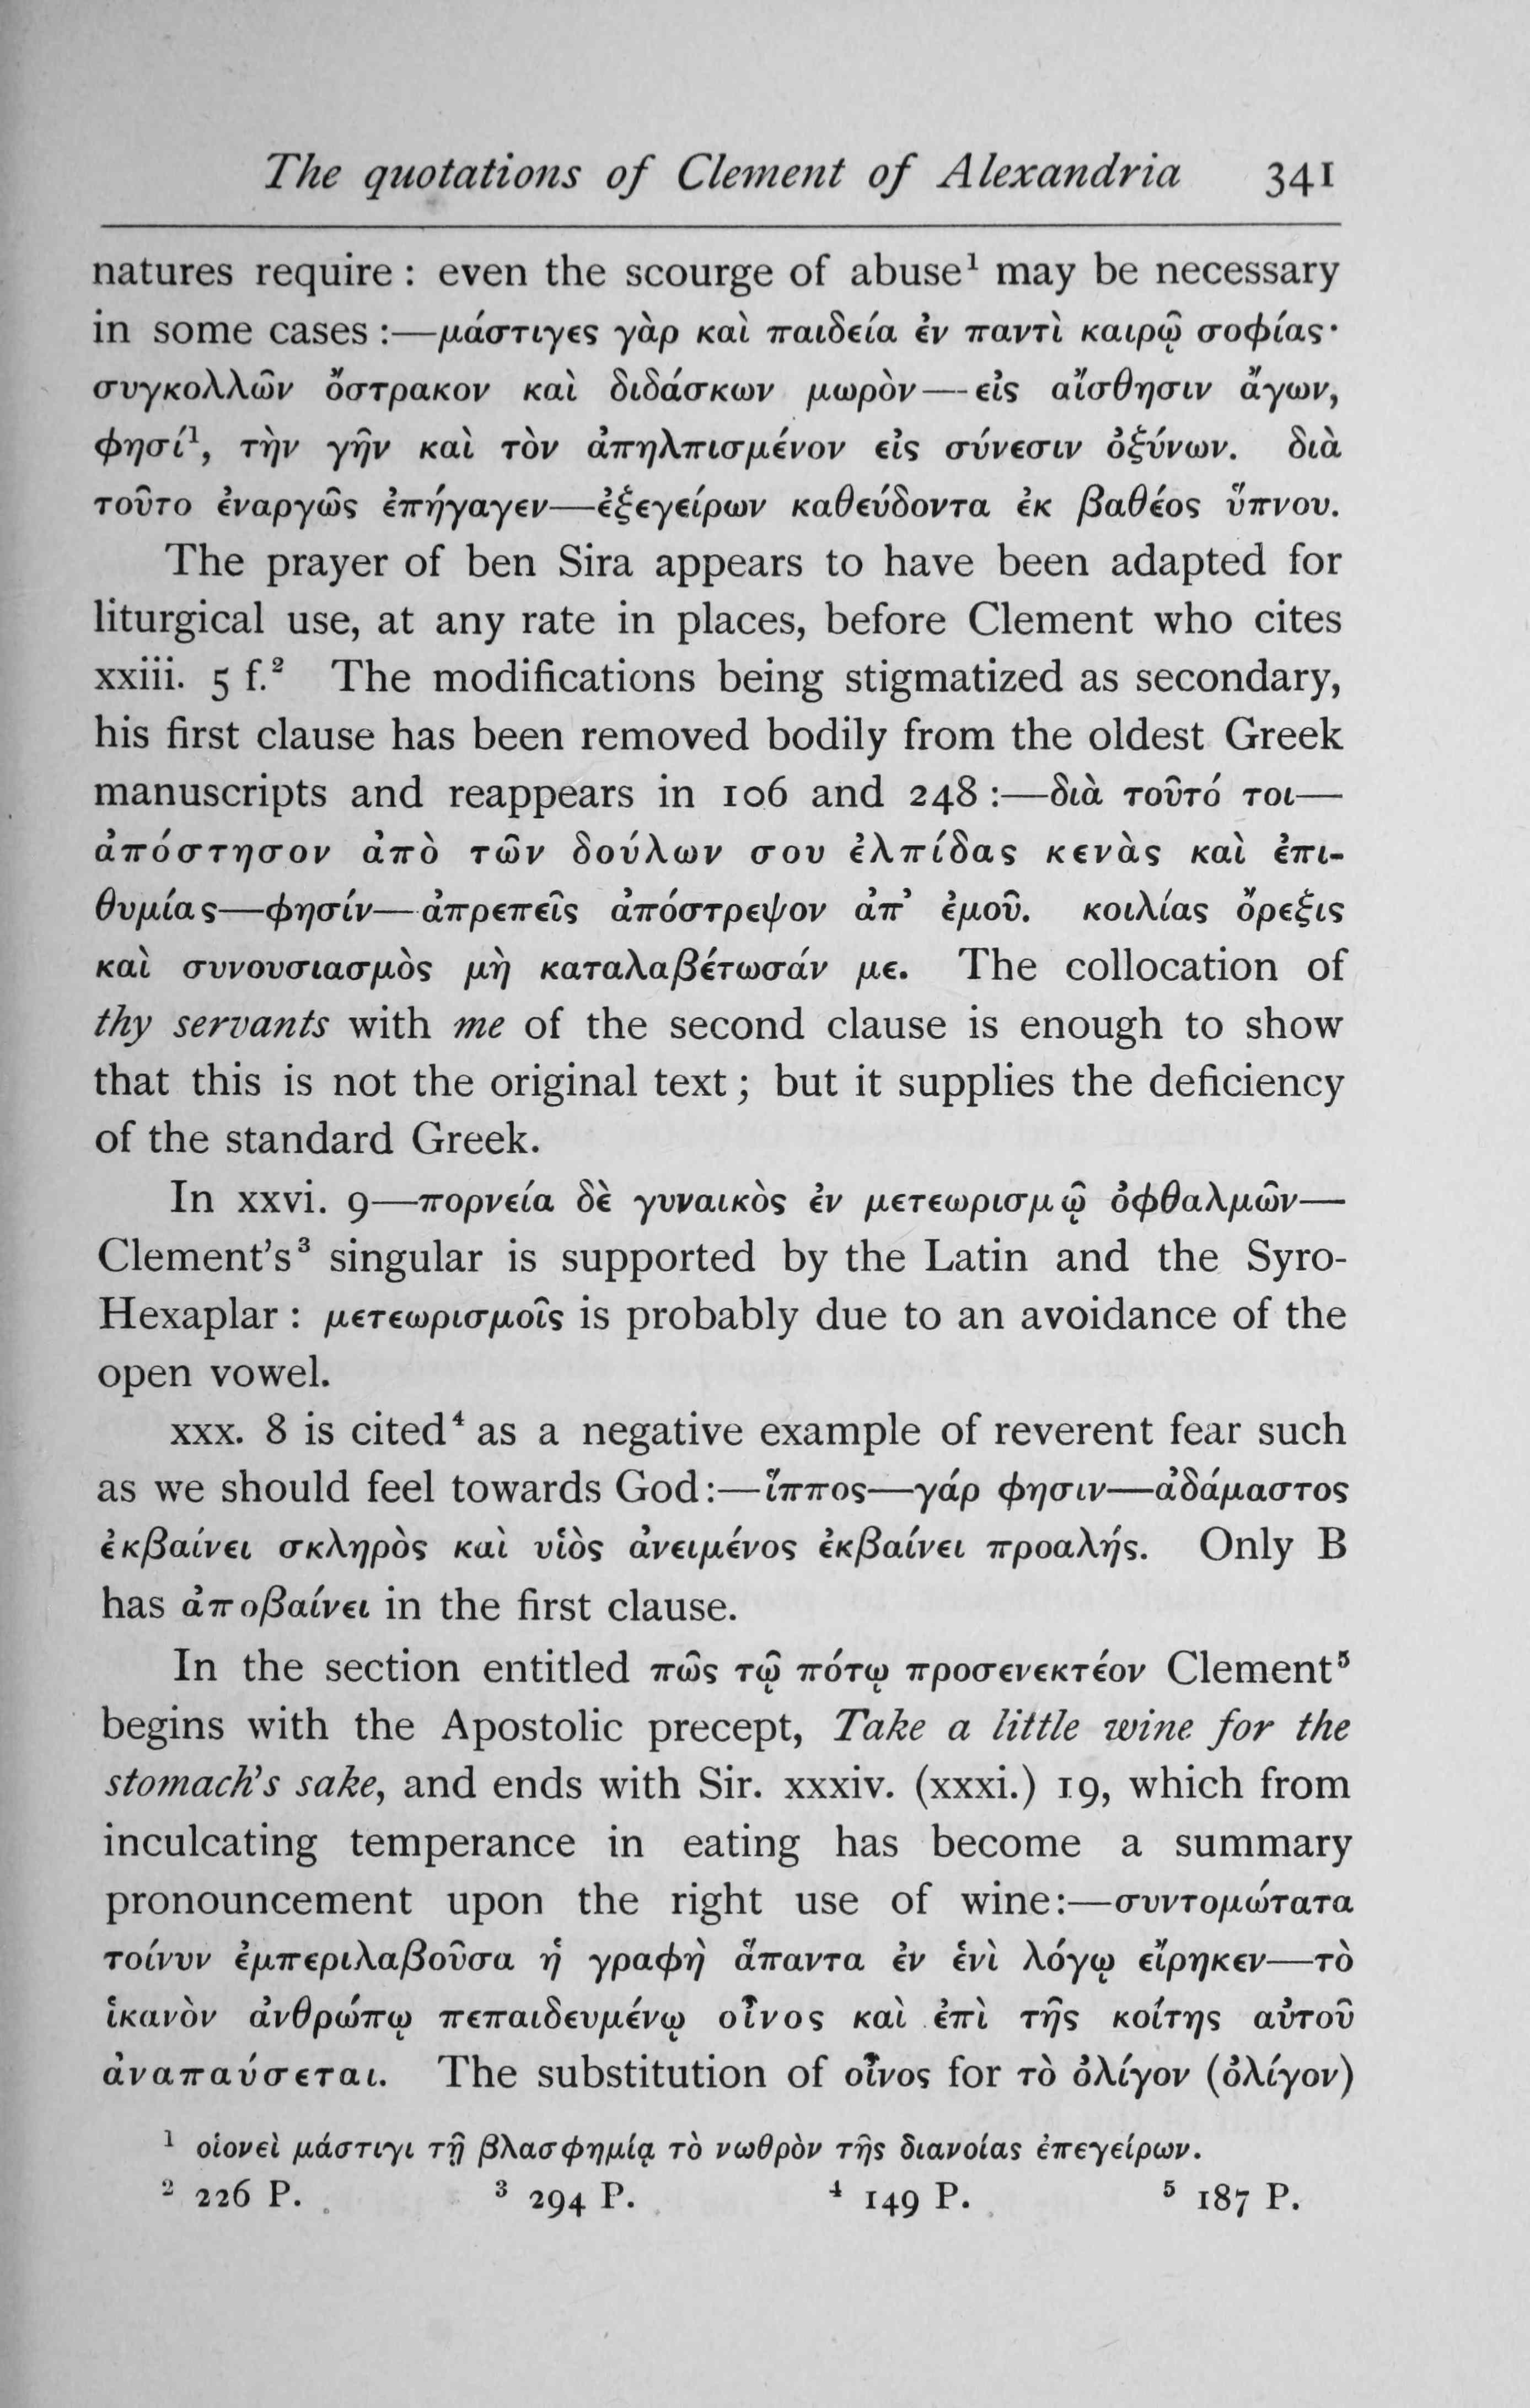 The quotations of Clement of Alexandria 341
natures require : even the scourge of abuse¹ may be necessary
in some cases :—μάστιγες γὰρ καὶ παιδεία ἐν παντὶ καιρῷ σοφίας·
συγκολλῶν ὄστρακον καὶ διδάσκων μωρὸν—εἰς αἴσθησιν ἄγων,
φησί¹, τὴν γῆν καὶ τὸν ἀπηλπισμένον εἰς σύνεσιν ὀξύνων. διὰ
τοῦτο ἐναργῶς ἐπήγαγεν—ἐξεγείρων καθεύδοντα ἐκ βαθέος ὕπνου.
The prayer of ben Sira appears to have been adapted for
liturgical use, at any rate in places, before Clement who cites
xxiii. 5 f.² The modifications being stigmatized as secondary,
his first clause has been removed bodily from the oldest Greek
manuscripts and reappears in 106 and 248 :—διὰ τοῦτό τοι—
ἀπόστησον ἀπὸ τῶν δούλων σου ἐλπίδας κενὰς καὶ ἐπι-
θυμίας—φησίν—ἀπρεπεῖς ἀπόστρεψον ἀπ’ ἐμοῦ. κοιλίας ὄρεξις
καὶ συνουσιασμὸς μὴ καταλαβέτωσάν με. The collocation of
thy servants with me of the second clause is enough to show
that this is not the original text ; but it supplies the deficiency
of the standard Greek.
In xxvi. 9—πορνεία δὲ γυναικὸς ἐν μετεωρισμῷ ὀφθαλμῶν—
Clement’s³ singular is supported by the Latin and the Syro-
Hexaplar : μετεωρισμοῖς is probably due to an avoidance of the
open vowel.
xxx. 8 is cited⁴ as a negative example of reverent fear such
as we should feel towards God:—ἵππος—γάρ φησιν—ἀδάμαστος
ἐκβαίνει σκληρὸς καὶ υἱὸς ἀνειμένος ἐκβαίνει προαλής. Only B
has ἀποβαίνει in the first clause.
In the section entitled πῶς τῷ πότῳ προσενεκτέον Clement⁵
begins with the Apostolic precept, Take a little wine for the
stomach’s sake, and ends with Sir. xxxiv. (xxxi.) 19, which from
inculcating temperance in eating has become a summary
pronouncement upon the right use of wine:—συντομώτατα
τοίνυν ἐμπεριλαβοῦσα ἡ γραφὴ ἅπαντα ἐν ἑνὶ λόγῳ εἴρηκεν—τὸ
ἱκανὸν ἀνθρώπῳ πεπαιδευμένῳ οἶνος καὶ ἐπὶ τῆς κοίτης αὐτοῦ
ἀναπαύσεται. The substitution of οἶνος for τὸ ὀλίγον (ὀλίγον)
¹ οἱονεὶ μάστιγι τῇ βλασφημίᾳ τὸ νωθρὸν τῆς διανοίας ἐπεγείρων.
² 226 P. ³ 294 P. ⁴ 149 P. ⁵ 187 P.